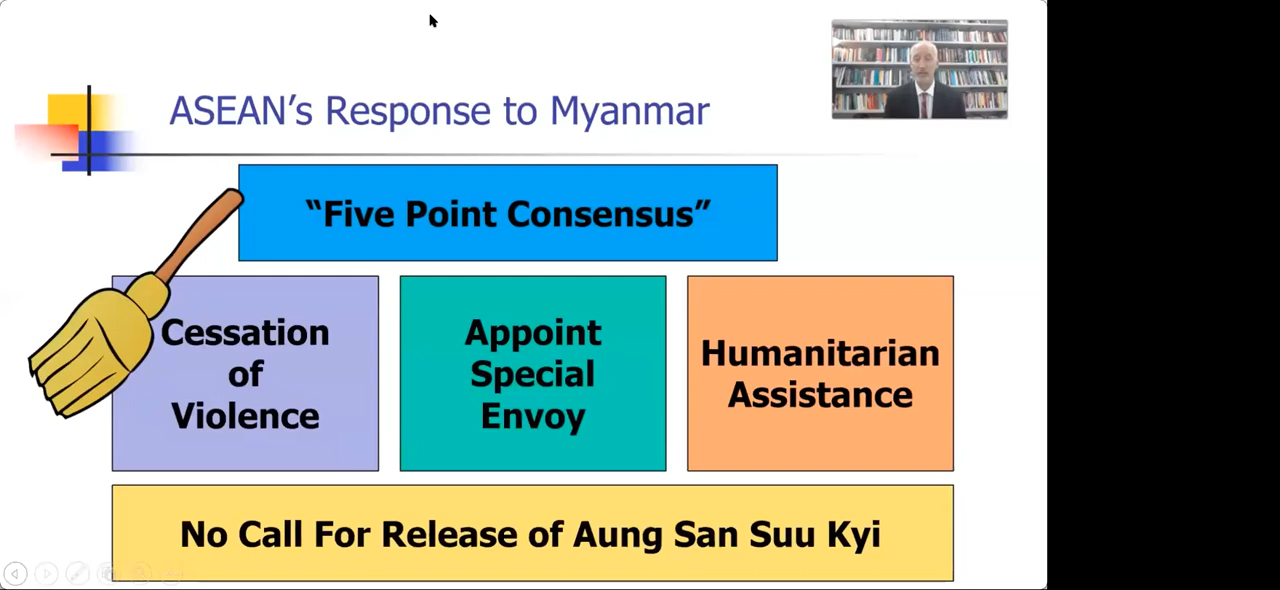 ASEAN’s Response to Myanmar
“Five Point Consensus”
Cessation
of
Violence
Appoint
Special
Envoy
Humanitarian
Assistance
No Call For Release of Aung San Suu Kyi